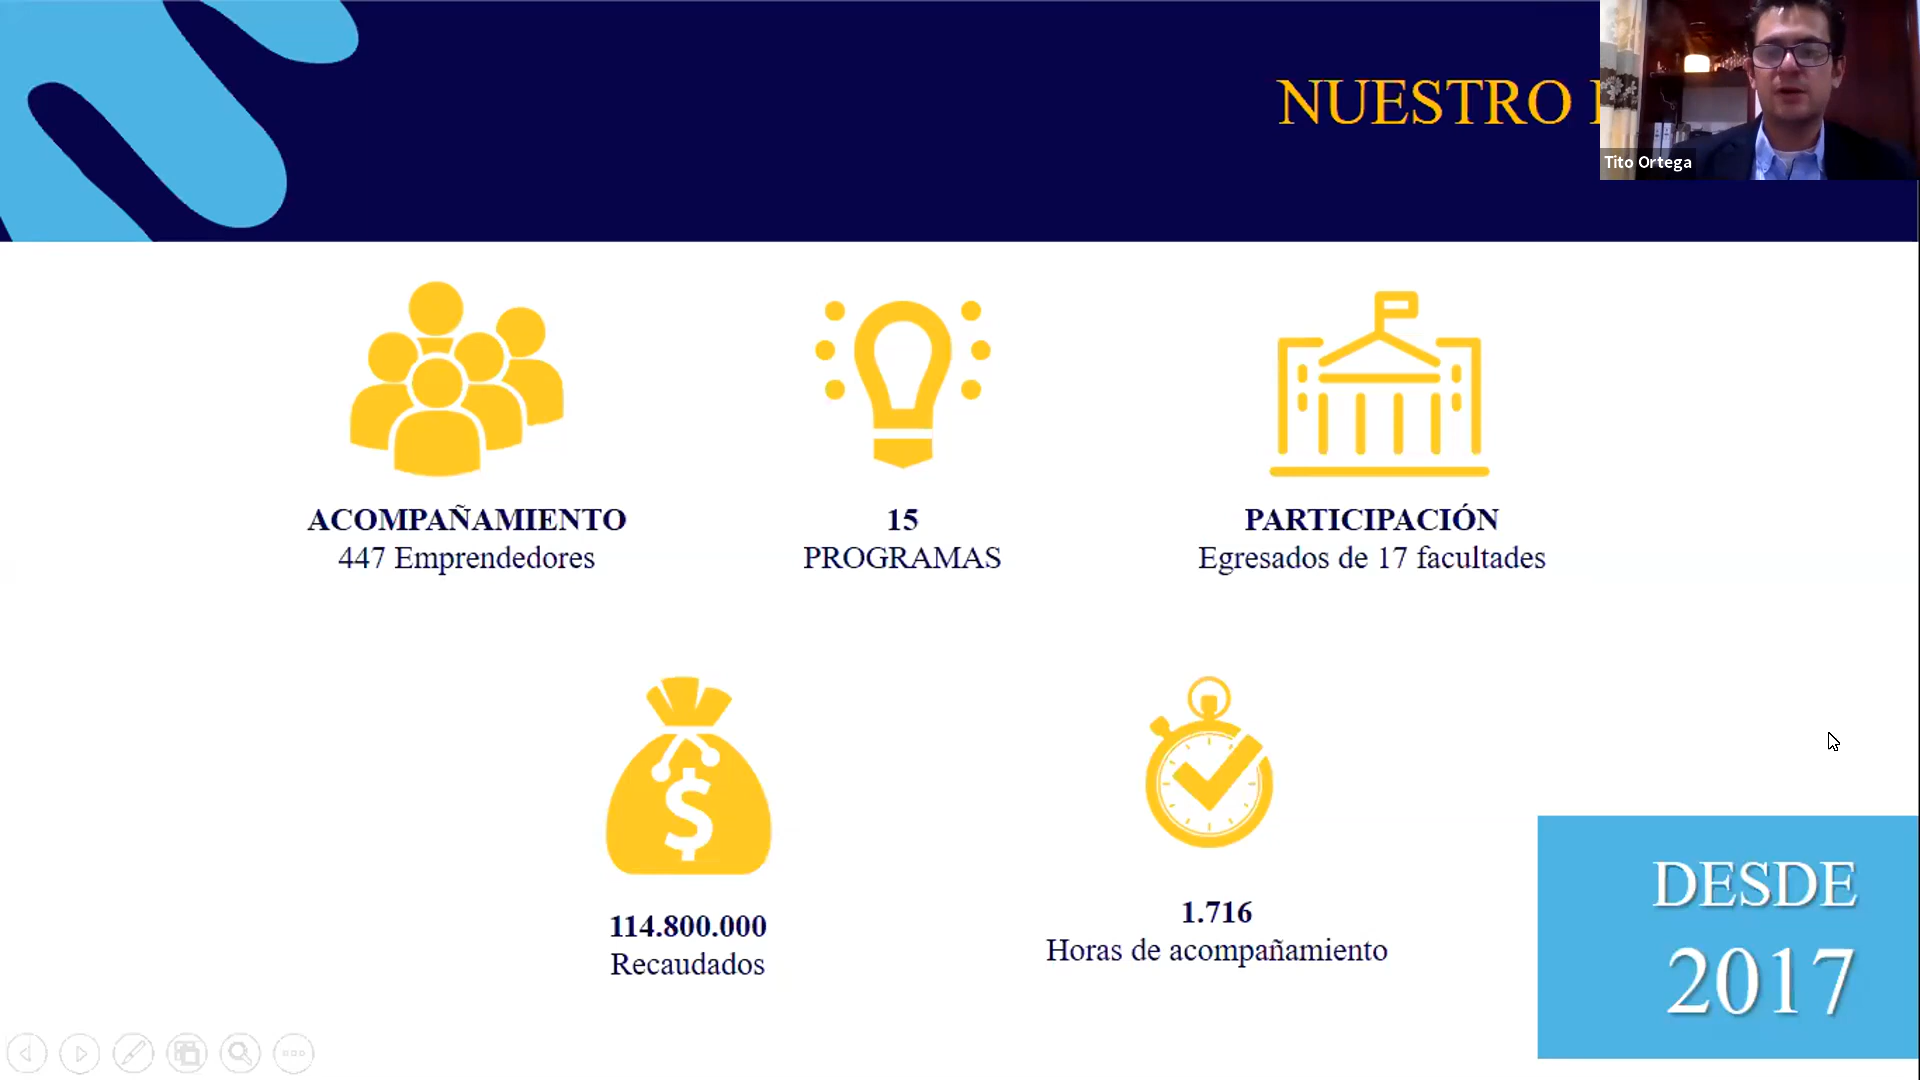 NUESTRO
Tito Ortega
ACOMPAÑAMIENTO
447 Emprendedores
15
PROGRAMAS
PARTICIPACIÓN
Egresados de 17 facultades
$
114.800.000
Recaudados
1.716
Horas de acompañamiento
DESDE
2017